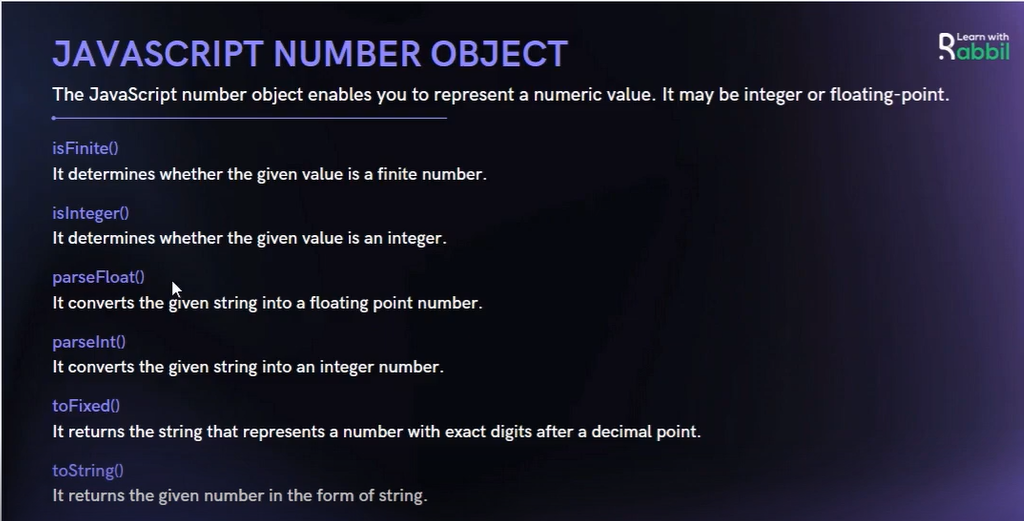 JAVASCRIPT NUMBER OBJECT
Learn with
Rabbil
The JavaScript number object enables you to represent a numeric value. It may be integer or floating-point.
isFinite()
It determines whether the given value is a finite number.
isInteger()
It determines whether the given value is an integer.
parseFloat()
It converts the given string into a floating point number.
parseInt()
It converts the given string into an integer number.
toFixed()
It returns the string that represents a number with exact digits after a decimal point.
toString()
It returns the given number in the form of string.